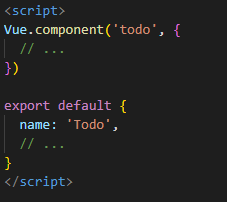 <script>
Vue.component('todo', {
  // ...
})

export default {
  name: 'Todo',
  // ...
}
</script>